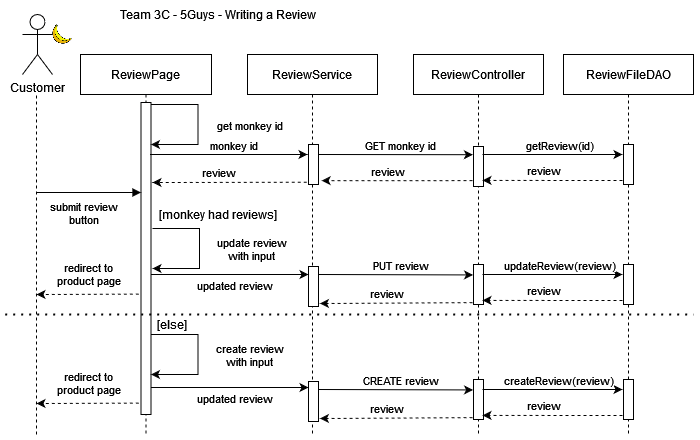 Team 3C - 5Guys - Writing a Review
Customer
ReviewPage
ReviewService
ReviewController
ReviewFileDAO
get monkey id
monkey id
GET monkey id
getReview(id)
review
review
review
submit review
button
[monkey had reviews]
update review
with input
redirect to
product page
updated review
PUT review
updateReview(review)
review
review
[else]
create review
with input
redirect to
product page
updated review
CREATE review
createReview(review)
review
review